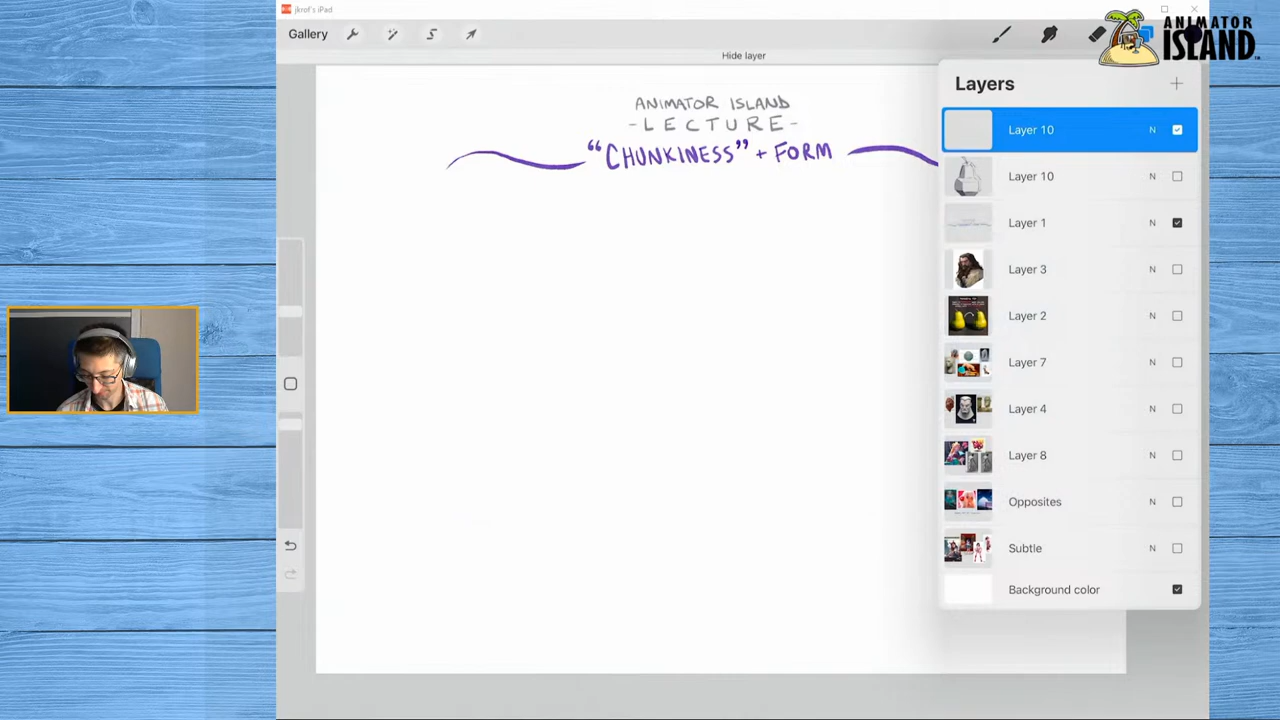 jkrof's iPad
Gallery
Hide layer
ANIMATOR
ISLAND
ANIMATOR ISLAND
-LECTURE-
"CHUNKINESS" + FORM
Layers
Layer 10 N
Layer 10 N
Layer 1 N
Layer 3 N
Layer 2 N
Layer 7 N
Layer 4 N
Layer 8 N
Opposites N
Subtle N
Background color